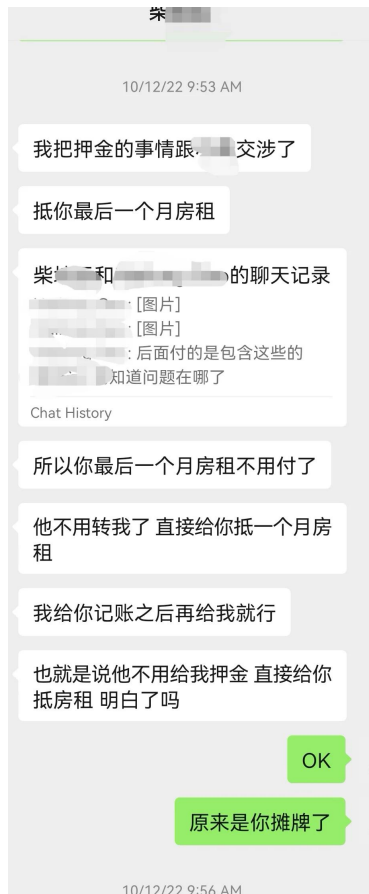 柴
10/12/22 9:53 AM
我把押金的事情跟 交涉了
抵你最后一个月房租
柴 和 的聊天记录
: [图片]
: [图片]
: 后面付的是包含这些的
知道问题在哪了
Chat History
所以你最后一个月房租不用付了
他不用转我了 直接给你抵一个月房
租
我给你记账之后再给我就行
也就是说他不用给我押金 直接给你
抵房租 明白了吗
OK
原来是你摊牌了
10/12/22 9:56 AM